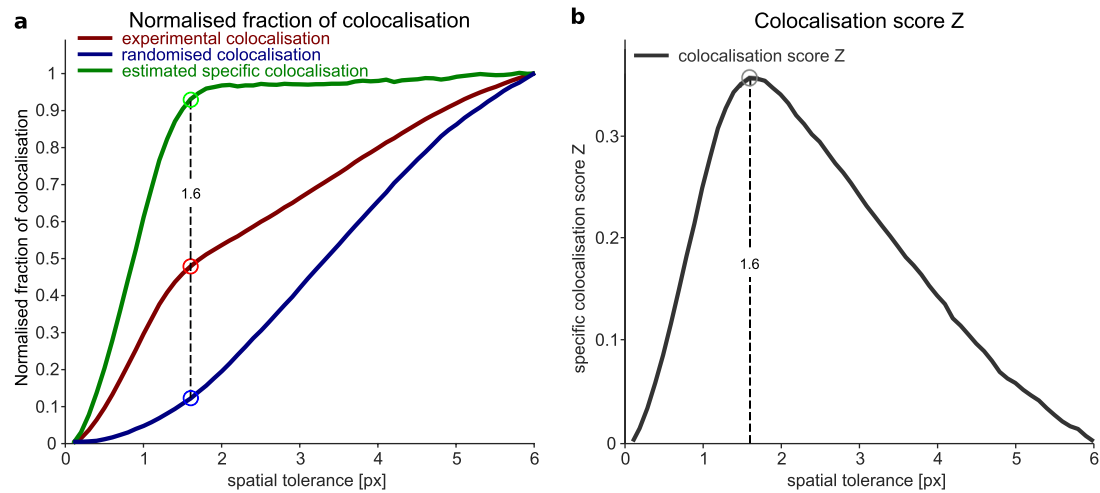 a
Normalised fraction of colocalisation
experimental colocalisation
randomised colocalisation
estimated specific colocalisation
Normalised fraction of colocalisation
1
0.9
0.8
0.7
0.6
0.5
0.4
0.3
0.2
0.1
0
1.6
0 1 2 3 4 5 6
spatial tolerance [px]
b
Colocalisation score Z
colocalisation score Z
specific colocalisation score Z
0.3
0.2
0.1
0
1.6
0 1 2 3 4 5 6
spatial tolerance [px]